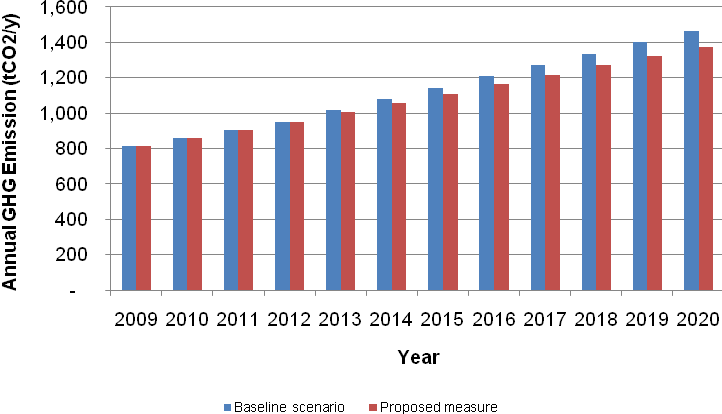 Annual GHG Emission (tCO2/y)
1,600
1,400
1,200
1,000
800
600
400
200
-
2009 2010 2011 2012 2013 2014 2015 2016 2017 2018 2019 2020
Year
Baseline scenario Proposed measure